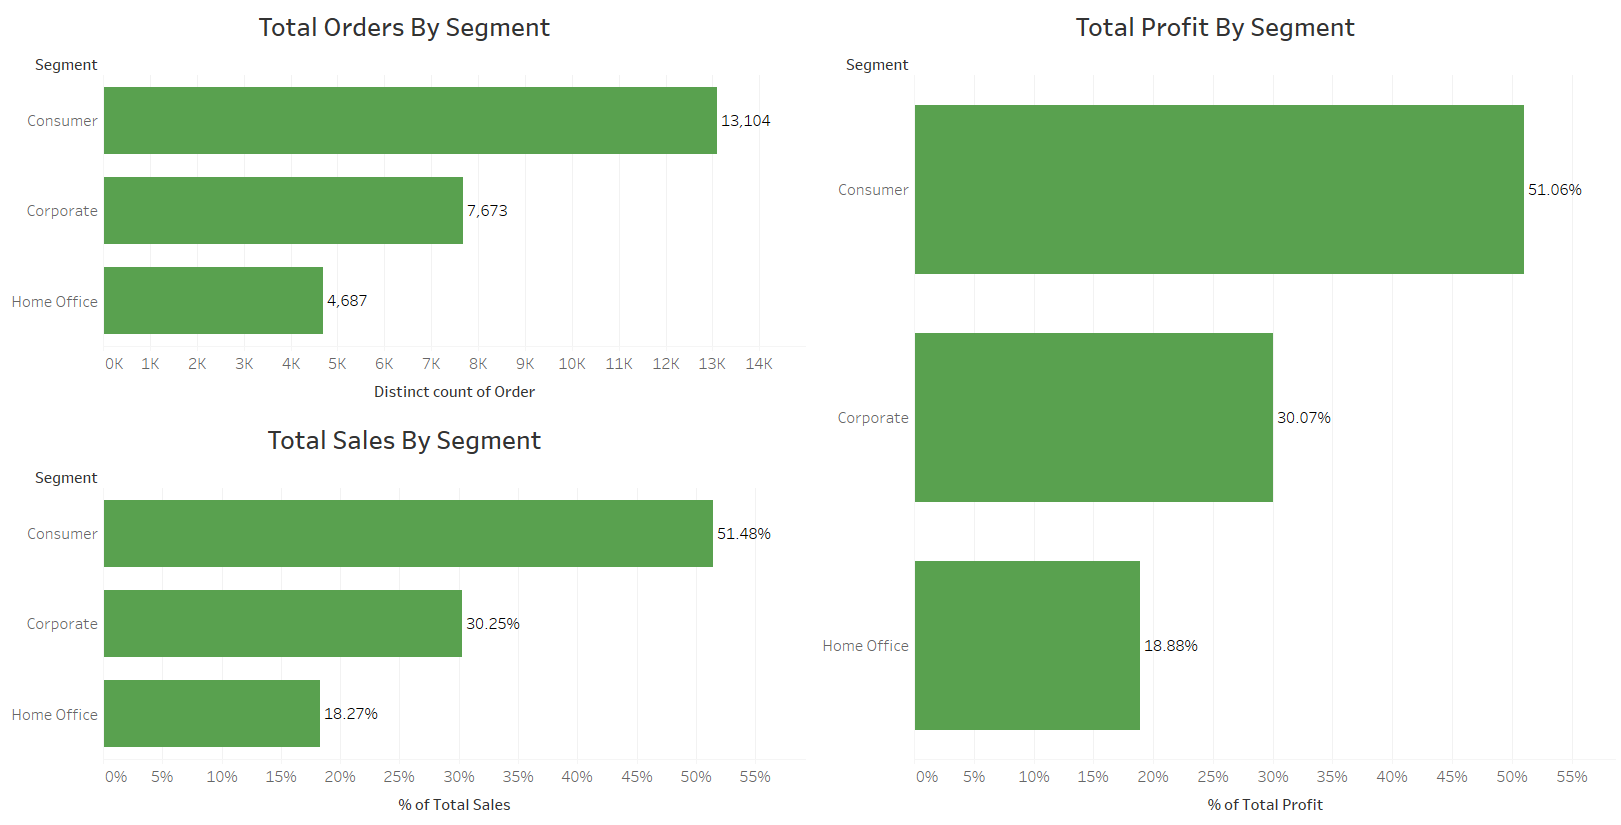 Total Orders By Segment
Segment
Consumer 13,104
Corporate 7,673
Home Office 4,687
0K 1K 2K 3K 4K 5K 6K 7K 8K 9K 10K 11K 12K 13K 14K
Distinct count of Order
Total Sales By Segment
Segment
Consumer 51.48%
Corporate 30.25%
Home Office 18.27%
0% 5% 10% 15% 20% 25% 30% 35% 40% 45% 50% 55%
% of Total Sales
Total Profit By Segment
Segment
Consumer 51.06%
Corporate 30.07%
Home Office 18.88%
0% 5% 10% 15% 20% 25% 30% 35% 40% 45% 50% 55%
% of Total Profit